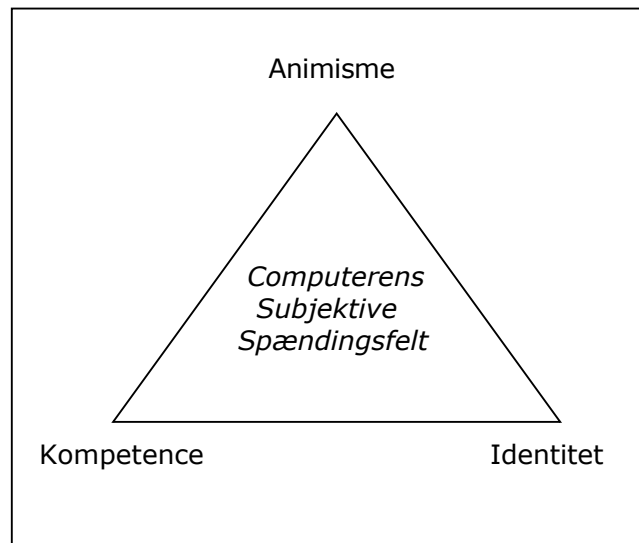 Animisme
Computerens
Subjektive
Spændingsfelt
Kompetence
Identitet